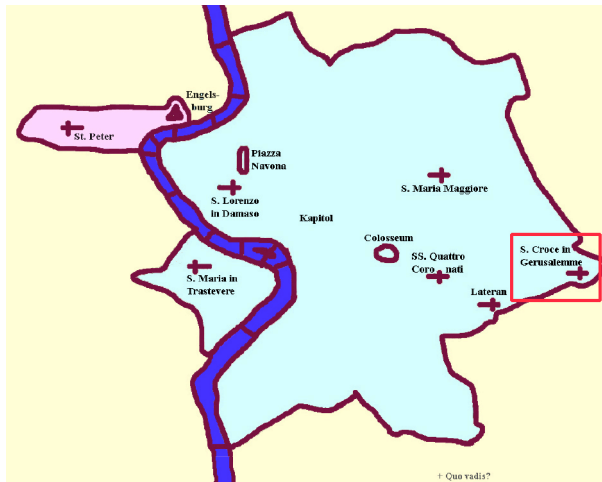 Engels-
burg
St. Peter
Piazza
Navona
S. Maria Maggiore
S. Lorenzo
in Damaso
Kapitol
Colosseum
S. Croce in
Gerusalemme
SS. Quattro
Coro nati
S. Maria in
Trastevere
Lateran
+ Quo vadis?